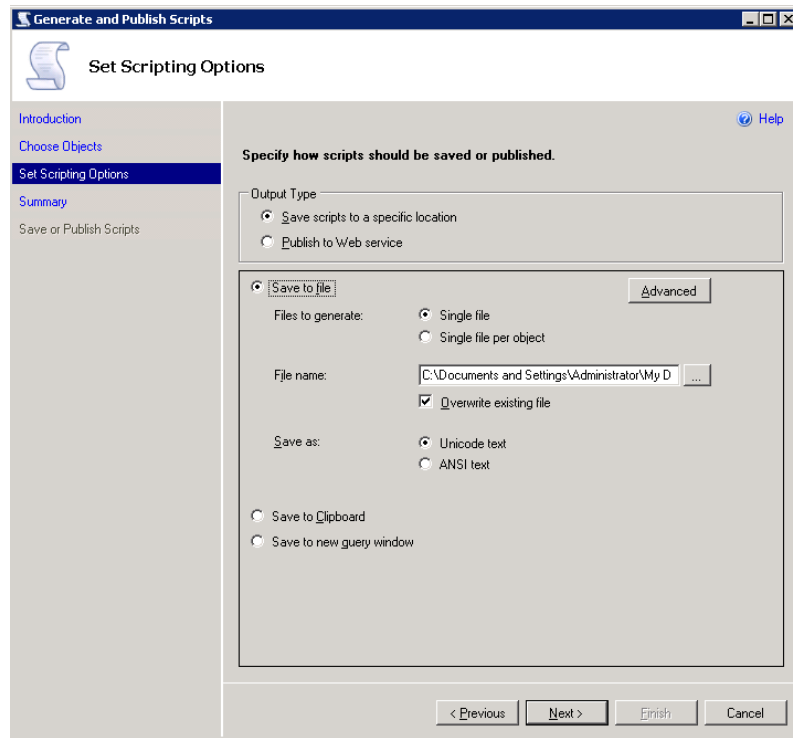 Generate and Publish Scripts
Set Scripting Options
Introduction
Choose Objects
Set Scripting Options
Summary
Save or Publish Scripts
Help
Specify how scripts should be saved or published.
Output Type
Save scripts to a specific location
Publish to Web service
Save to file
Advanced
Files to generate:
Single file
Single file per object
File name:
C:\Documents and Settings\Administrator\My D
...
Overwrite existing file
Save as:
Unicode text
ANSI text
Save to Clipboard
Save to new query window
< Previous
Next >
Finish
Cancel